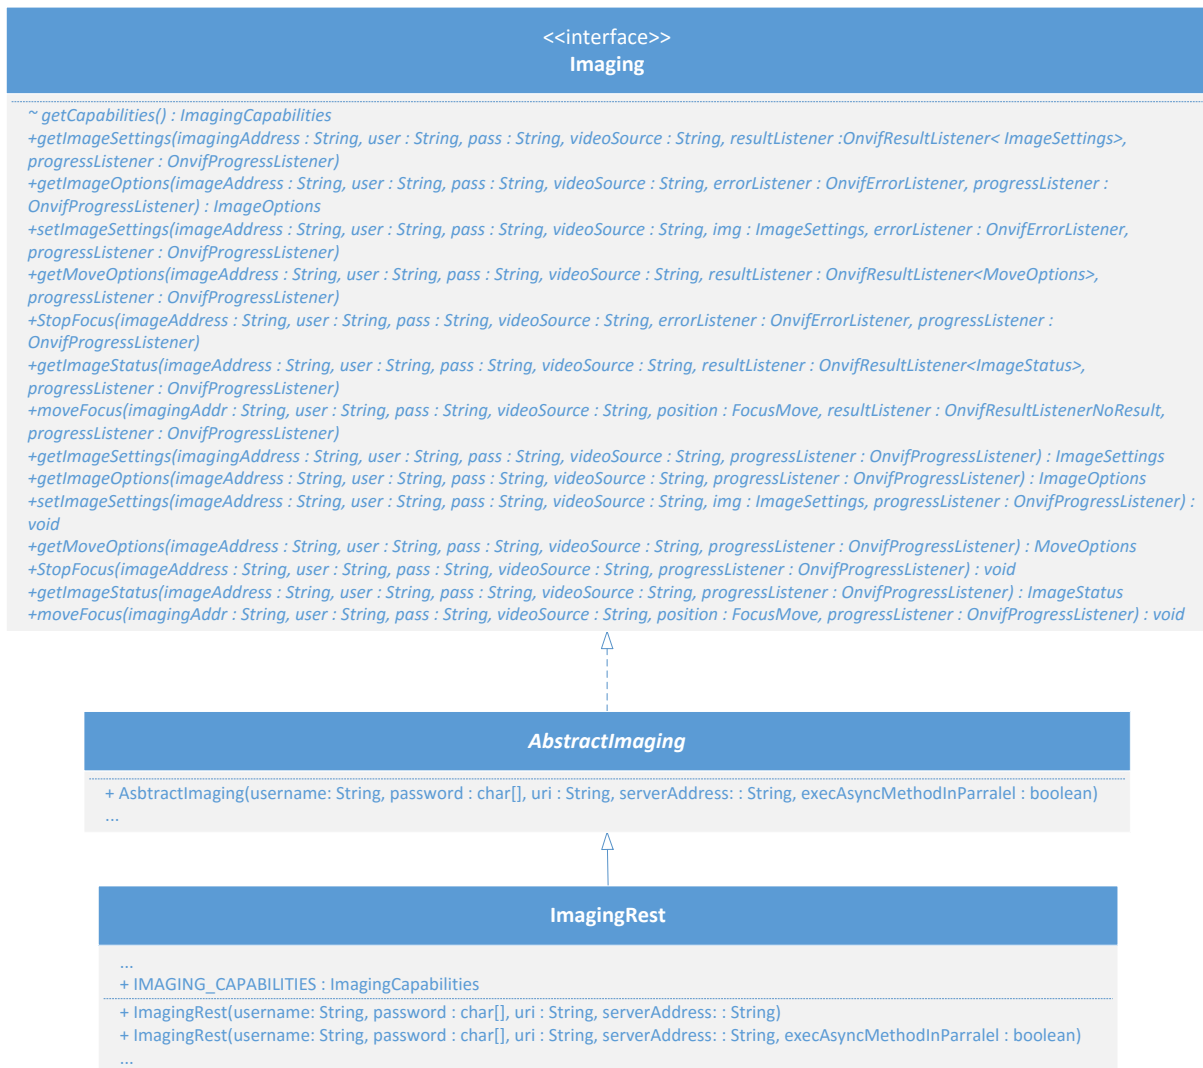 <<interface>>
Imaging
~ getCapabilities() : ImagingCapabilities
+getImageSettings(imagingAddress : String, user : String, pass : String, videoSource : String, resultListener :OnvifResultListener< ImageSettings>,
progressListener : OnvifProgressListener)
+getImageOptions(imageAddress : String, user : String, pass : String, videoSource : String, errorListener : OnvifErrorListener, progressListener :
OnvifProgressListener) : ImageOptions
+setImageSettings(imageAddress : String, user : String, pass : String, videoSource : String, img : ImageSettings, errorListener : OnvifErrorListener,
progressListener : OnvifProgressListener)
+getMoveOptions(imageAddress : String, user : String, pass : String, videoSource : String, resultListener : OnvifResultListener<MoveOptions>,
progressListener : OnvifProgressListener)
+StopFocus(imageAddress : String, user : String, pass : String, videoSource : String, errorListener : OnvifErrorListener, progressListener :
OnvifProgressListener)
+getImageStatus(imageAddress : String, user : String, pass : String, videoSource : String, resultListener : OnvifResultListener<ImageStatus>,
progressListener : OnvifProgressListener)
+moveFocus(imagingAddr : String, user : String, pass : String, videoSource : String, position : FocusMove, resultListener : OnvifResultListenerNoResult,
progressListener : OnvifProgressListener)
+getImageSettings(imagingAddress : String, user : String, pass : String, videoSource : String, progressListener : OnvifProgressListener) : ImageSettings
+getImageOptions(imageAddress : String, user : String, pass : String, videoSource : String, progressListener : OnvifProgressListener) : ImageOptions
+setImageSettings(imageAddress : String, user : String, pass : String, videoSource : String, img : ImageSettings, progressListener : OnvifProgressListener) :
void
+getMoveOptions(imageAddress : String, user : String, pass : String, videoSource : String, progressListener : OnvifProgressListener) : MoveOptions
+StopFocus(imageAddress : String, user : String, pass : String, videoSource : String, progressListener : OnvifProgressListener) : void
+getImageStatus(imageAddress : String, user : String, pass : String, videoSource : String, progressListener : OnvifProgressListener) : ImageStatus
+moveFocus(imagingAddr : String, user : String, pass : String, videoSource : String, position : FocusMove, progressListener : OnvifProgressListener) : void
AbstractImaging
+ AsbtractImaging(username: String, password : char[], uri : String, serverAddress: : String, execAsyncMethodInParralel : boolean)
...
ImagingRest
...
+ IMAGING_CAPABILITIES : ImagingCapabilities
+ ImagingRest(username: String, password : char[], uri : String, serverAddress: : String)
+ ImagingRest(username: String, password : char[], uri : String, serverAddress: : String, execAsyncMethodInParralel : boolean)
...